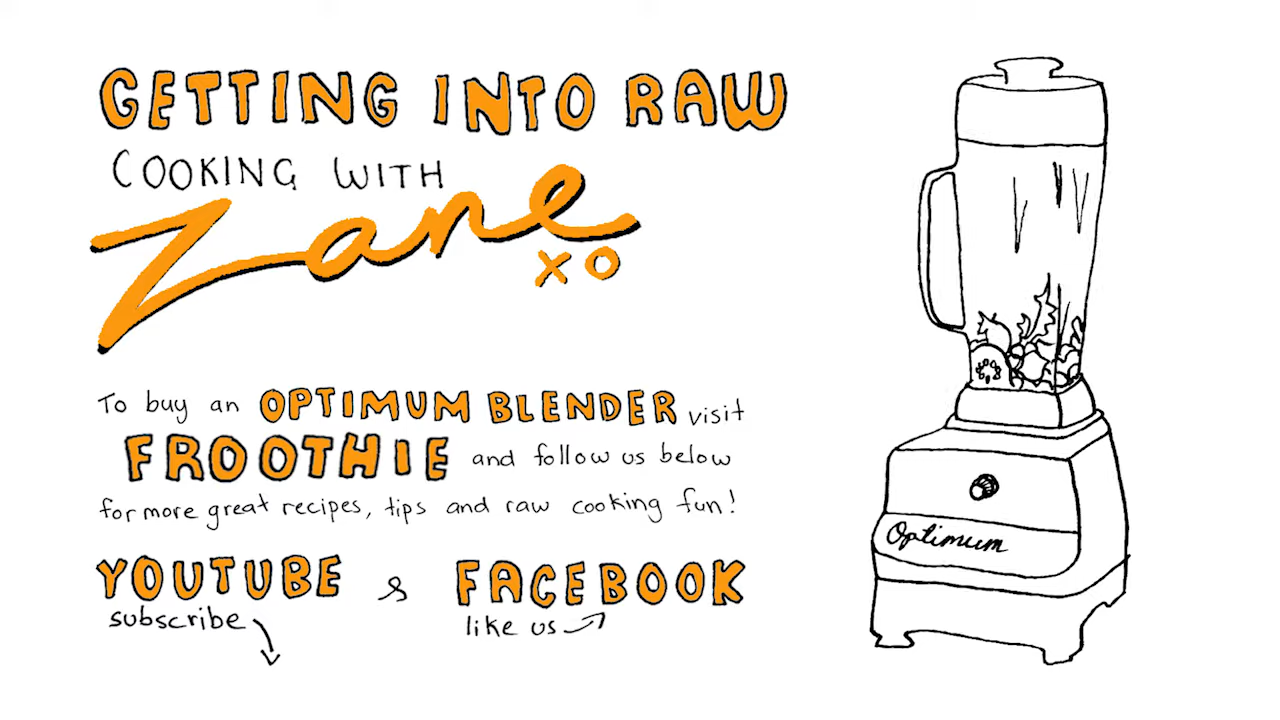 GETTING INTO RAW
COOKING WITH
Zane
XO
To buy an OPTIMUM BLENDER visit
FROOTHIE and follow us below
for more great recipes, tips and raw cooking fun!
YOUTUBE & FACEBOOK
subscribe
like us
Optimum